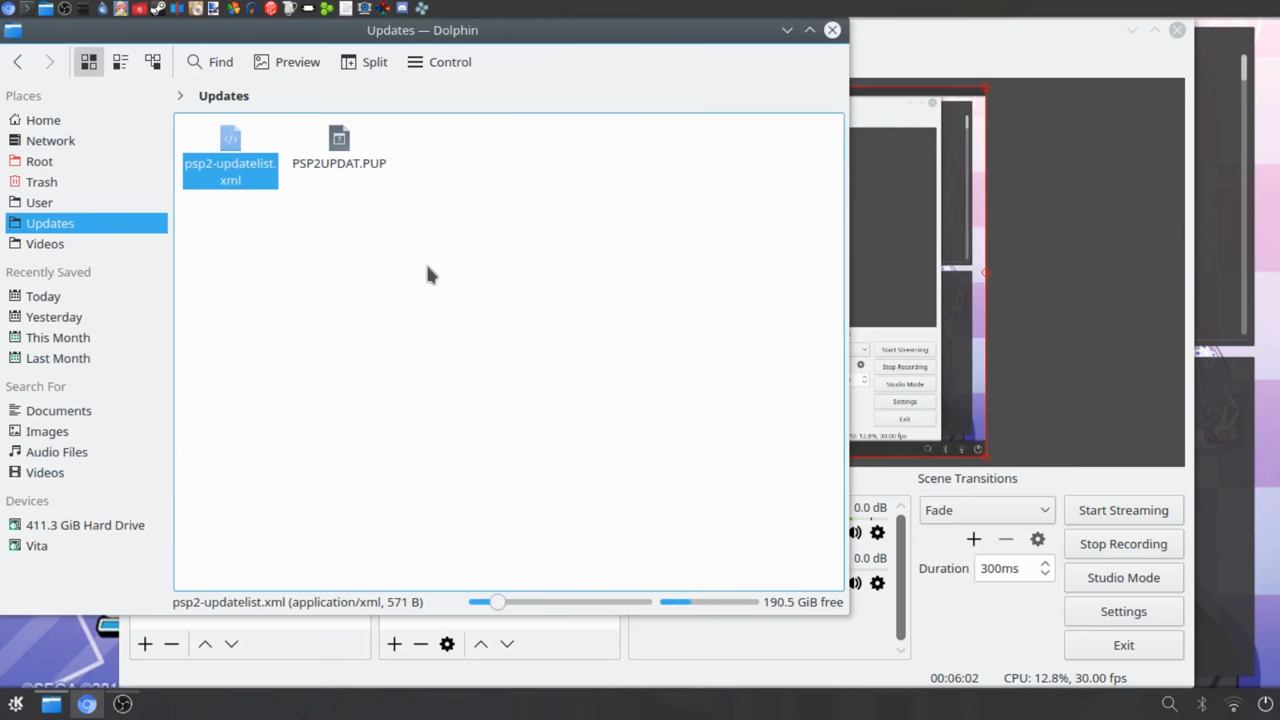 Updates — Dolphin
Find
Preview
Split
Control
Places
Updates
Home
Network
Root
Trash
User
Updates
Videos
Recently Saved
Today
Yesterday
This Month
Last Month
Search For
Documents
Images
Audio Files
Videos
Devices
411.3 GiB Hard Drive
Vita
psp2-updatelist.
xml
PSP2UPDAT.PUP
psp2-updatelist.xml (application/xml, 571 B)
190.5 GiB free
Start Streaming
Stop Recording
Studio Mode
Settings
Exit
Scene Transitions
0.0 dB
Fade
Start Streaming
Stop Recording
0.0 dB
Duration
300ms
Studio Mode
Settings
Exit
00:06:02
CPU: 12.8%, 30.00 fps